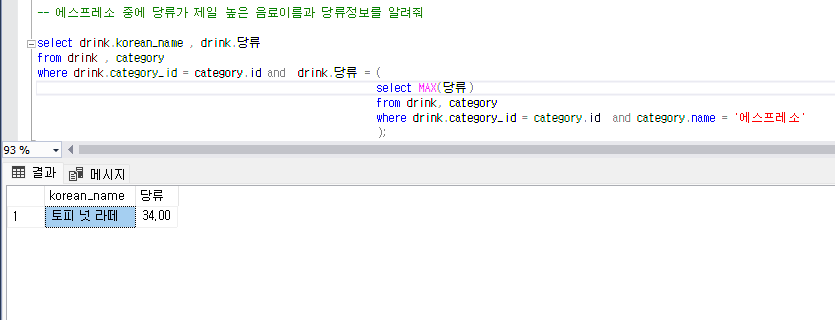 -- 에스프레소 중에 당류가 제일 높은 음료이름과 당류정보를 알려줘
select drink.korean_name , drink.당류
from drink , category
where drink.category_id = category.id and drink.당류 = (
select MAX(당류)
from drink, category
where drink.category_id = category.id and category.name = '에스프레소'
);
93 %
결과 메시지
korean_name 당류
1 토피 넛 라떼 34,00